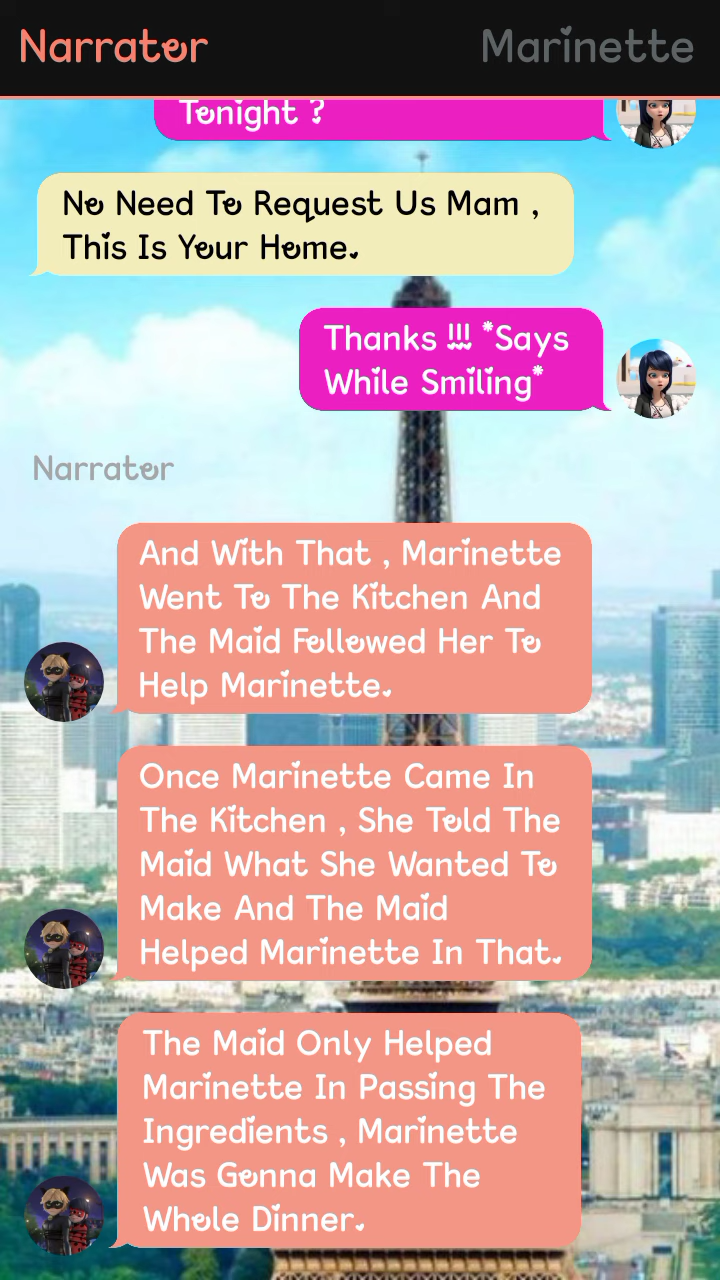 Narrator
Marinette
Tonight ?
No Need To Request Us Mam ,
This Is Your Home.
Thanks !!! *Says
While Smiling*
Narrator
And With That , Marinette
Went To The Kitchen And
The Maid Followed Her To
Help Marinette.
Once Marinette Came In
The Kitchen , She Told The
Maid What She Wanted To
Make And The Maid
Helped Marinette In That.
The Maid Only Helped
Marinette In Passing The
Ingredients , Marinette
Was Gonna Make The
Whole Dinner.